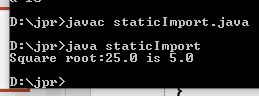 D:\jpr>javac staticImport.java
D:\jpr>java staticImport
Square root:25.0 is 5.0
D:\jpr>
}